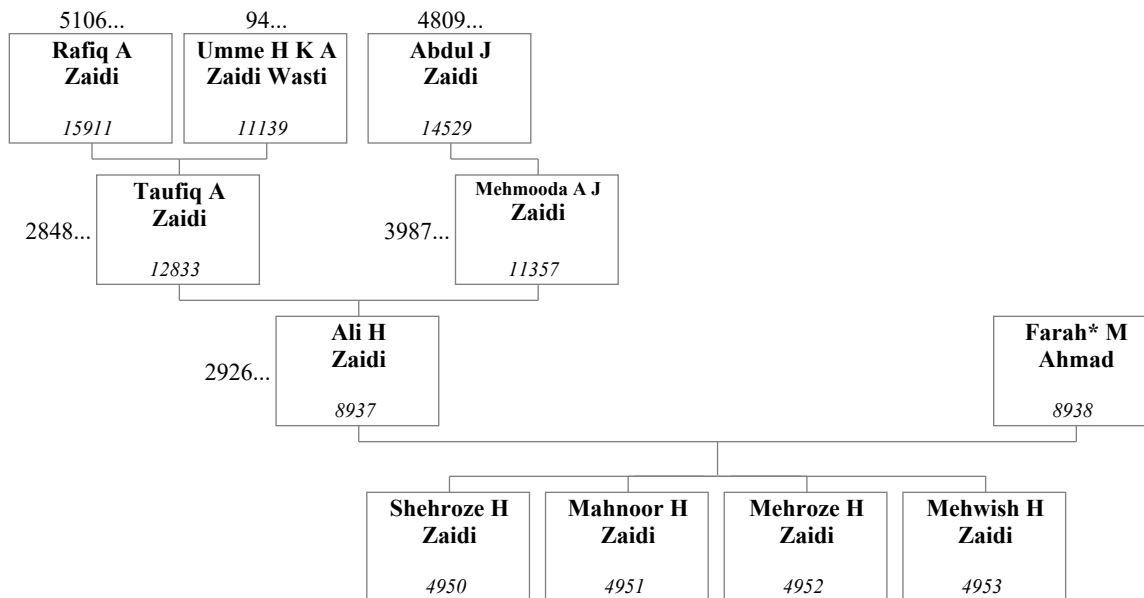 5106...
94...
4809...
Rafiq A
Zaidi
15911
Umme H K A
Zaidi Wasti
11139
Abdul J
Zaidi
14529
2848...
Taufiq A
Zaidi
12833
3987...
Mehmooda A J
Zaidi
11357
2926...
Ali H
Zaidi
8937
Farah* M
Ahmad
8938
Shehroze H
Zaidi
4950
Mahnoor H
Zaidi
4951
Mehroze H
Zaidi
4952
Mehwish H
Zaidi
4953